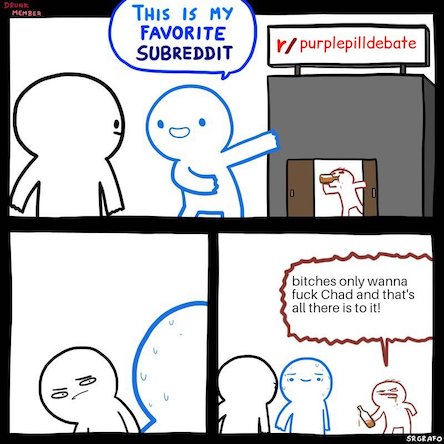 DRUNK
MEMBER
THIS IS MY
FAVORITE
SUBREDDIT
r/purplepilldebate
bitches only wanna
fuck Chad and that's
all there is to it!
SRGRAFO